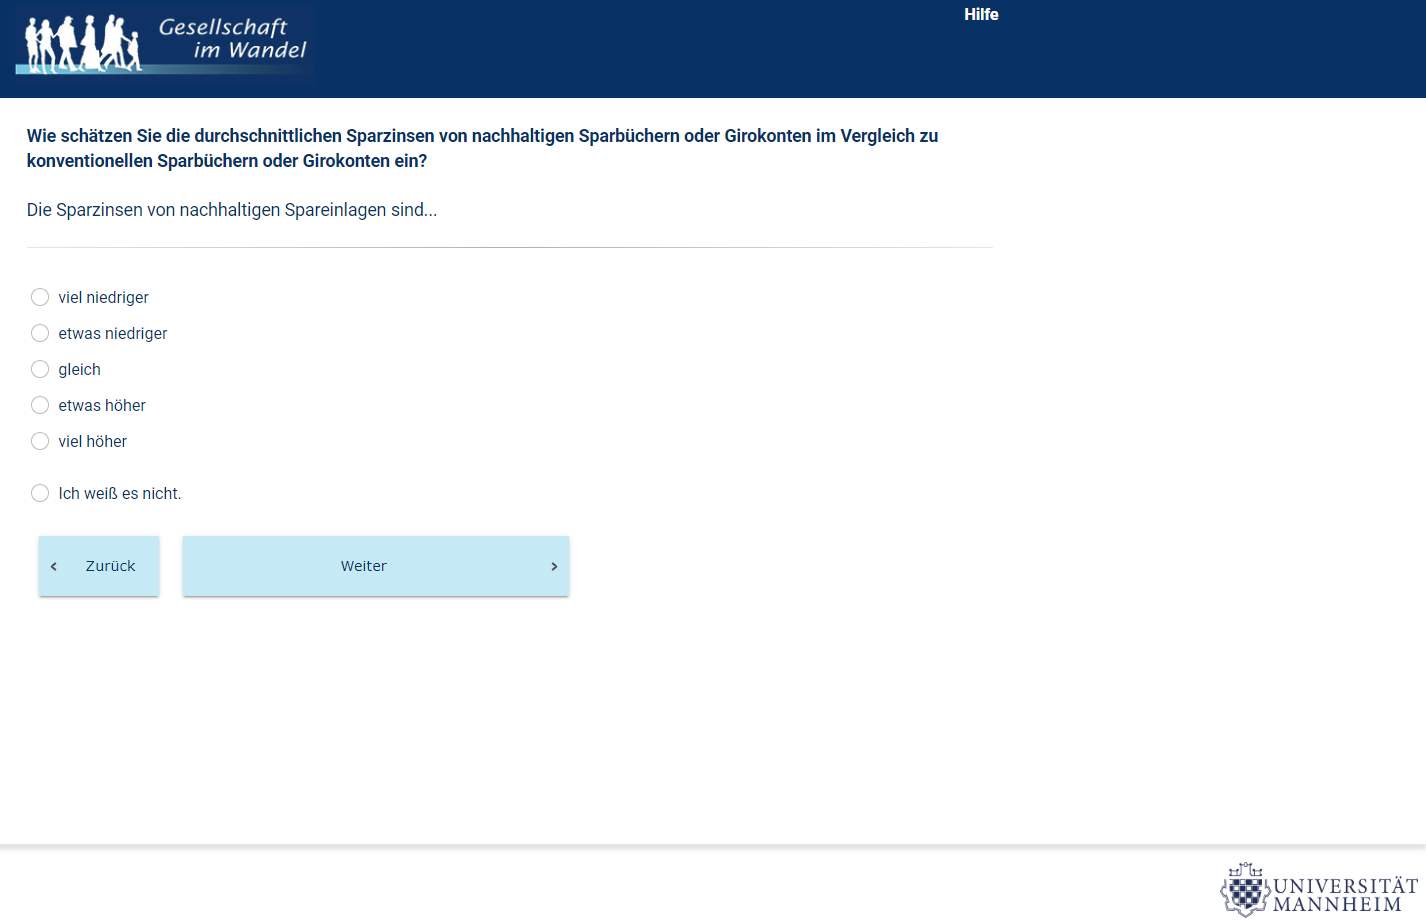 Gesellschaft
im Wandel
Hilfe
Wie schätzen Sie die durchschnittlichen Sparzinsen von nachhaltigen Sparbüchern oder Girokonten im Vergleich zu
konventionellen Sparbüchern oder Girokonten ein?
Die Sparzinsen von nachhaltigen Spareinlagen sind...
viel niedriger
etwas niedriger
gleich
etwas höher
viel höher
Ich weiß es nicht.
Zurück
Weiter
UNIVERSITÄT
MANNHEIM